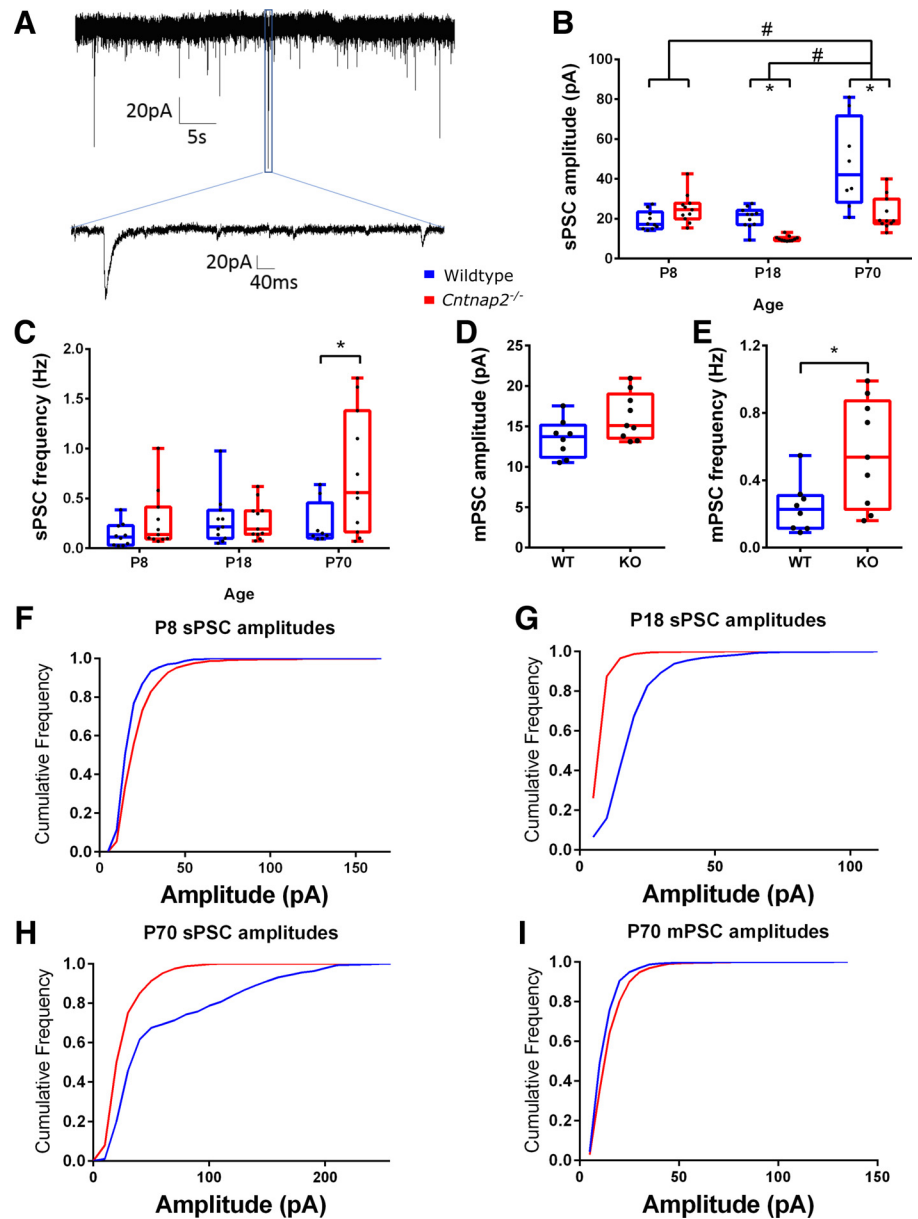 A
20pA
5s
20pA
40ms
Wildtype
Cntnap2-/-
B
#
#
*
*
sPSC amplitude (pA)
100
80
60
40
20
0
P8
P18
P70
Age
C
*
sPSC frequency (Hz)
2.0
1.5
1.0
0.5
0.0
P8
P18
P70
Age
D
mPSC amplitude (pA)
25
20
15
10
5
0
WT
KO
E
*
mPSC frequency (Hz)
1.2
0.8
0.4
0.0
WT
KO
F
P8 sPSC amplitudes
Cumulative Frequency
1.0
0.8
0.6
0.4
0.2
0.0
0
50
100
150
Amplitude (pA)
G
P18 sPSC amplitudes
Cumulative Frequency
1.0
0.8
0.6
0.4
0.2
0.0
0
50
100
Amplitude (pA)
H
P70 sPSC amplitudes
Cumulative Frequency
1.0
0.8
0.6
0.4
0.2
0.0
0
100
200
Amplitude (pA)
I
P70 mPSC amplitudes
Cumulative Frequency
1.0
0.8
0.6
0.4
0.2
0.0
0
50
100
150
Amplitude (pA)